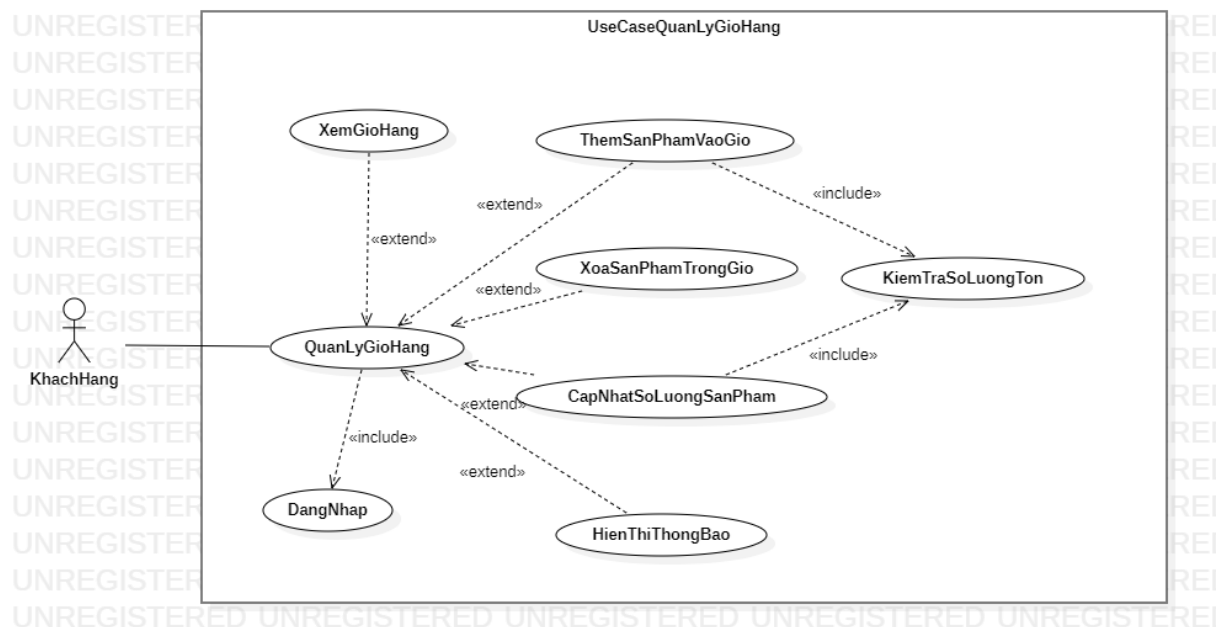 UseCaseQuanLyGioHang
XemGioHang
ThemSanPhamVaoGio
«extend»
«include»
«extend»
XoaSanPhamTrongGio
KiemTraSoLuongTon
«extend»
QuanLyGioHang
KhachHang
«include»
CapNhatSoLuongSanPham
«extend»
«include»
«extend»
DangNhap
HienThiThongBao
UNREGISTERED UNREGISTERED UNREGISTERED UNREGISTERED UNREGISTERED